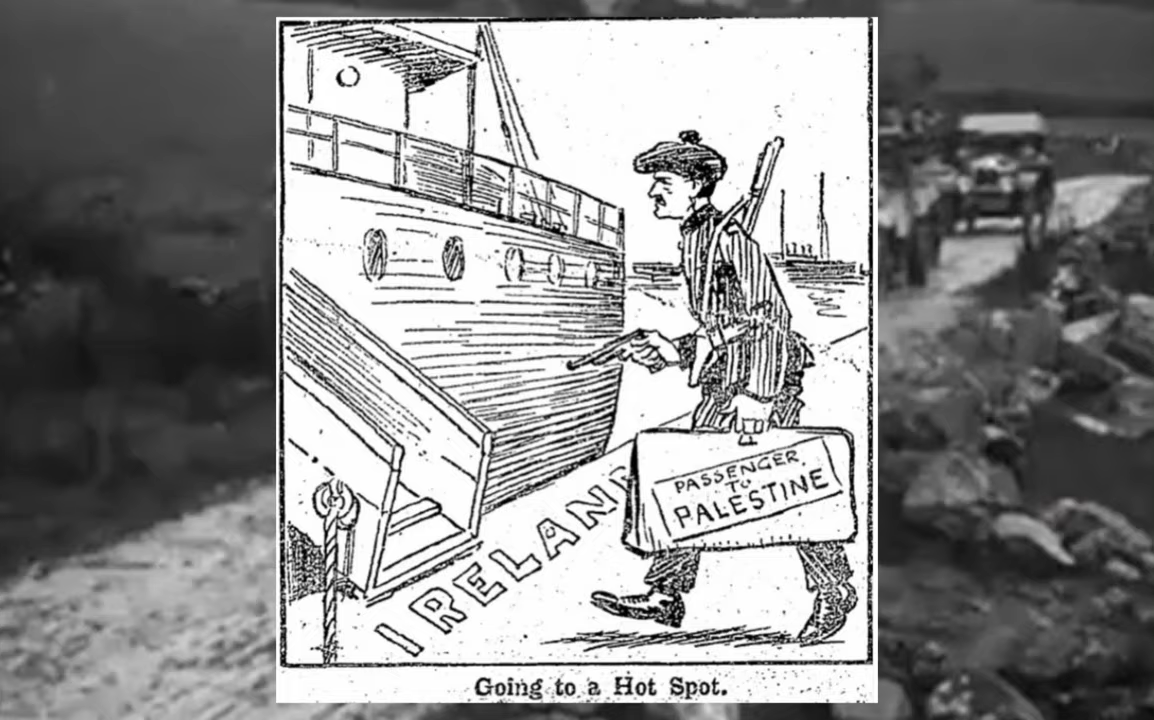 PASSENGER
TO
PALESTINE
IRELAND
Going to a Hot Spot.